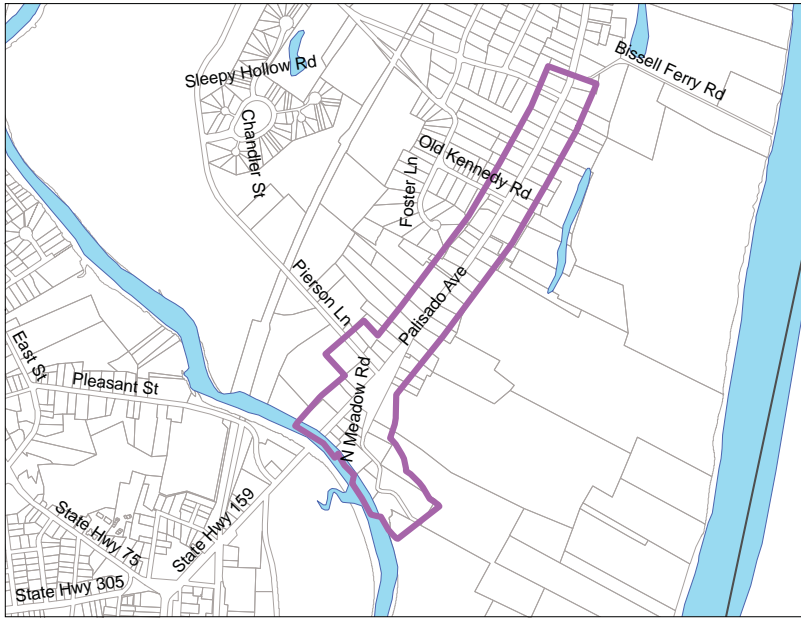 Bissell Ferry Rd
Sleepy Hollow Rd
Chandler St
Old Kennedy Rd
Foster Ln
Pierson Ln
Palisado Ave
East St
Pleasant St
N Meadow Rd
State Hwy 159
State Hwy 75
State Hwy 305